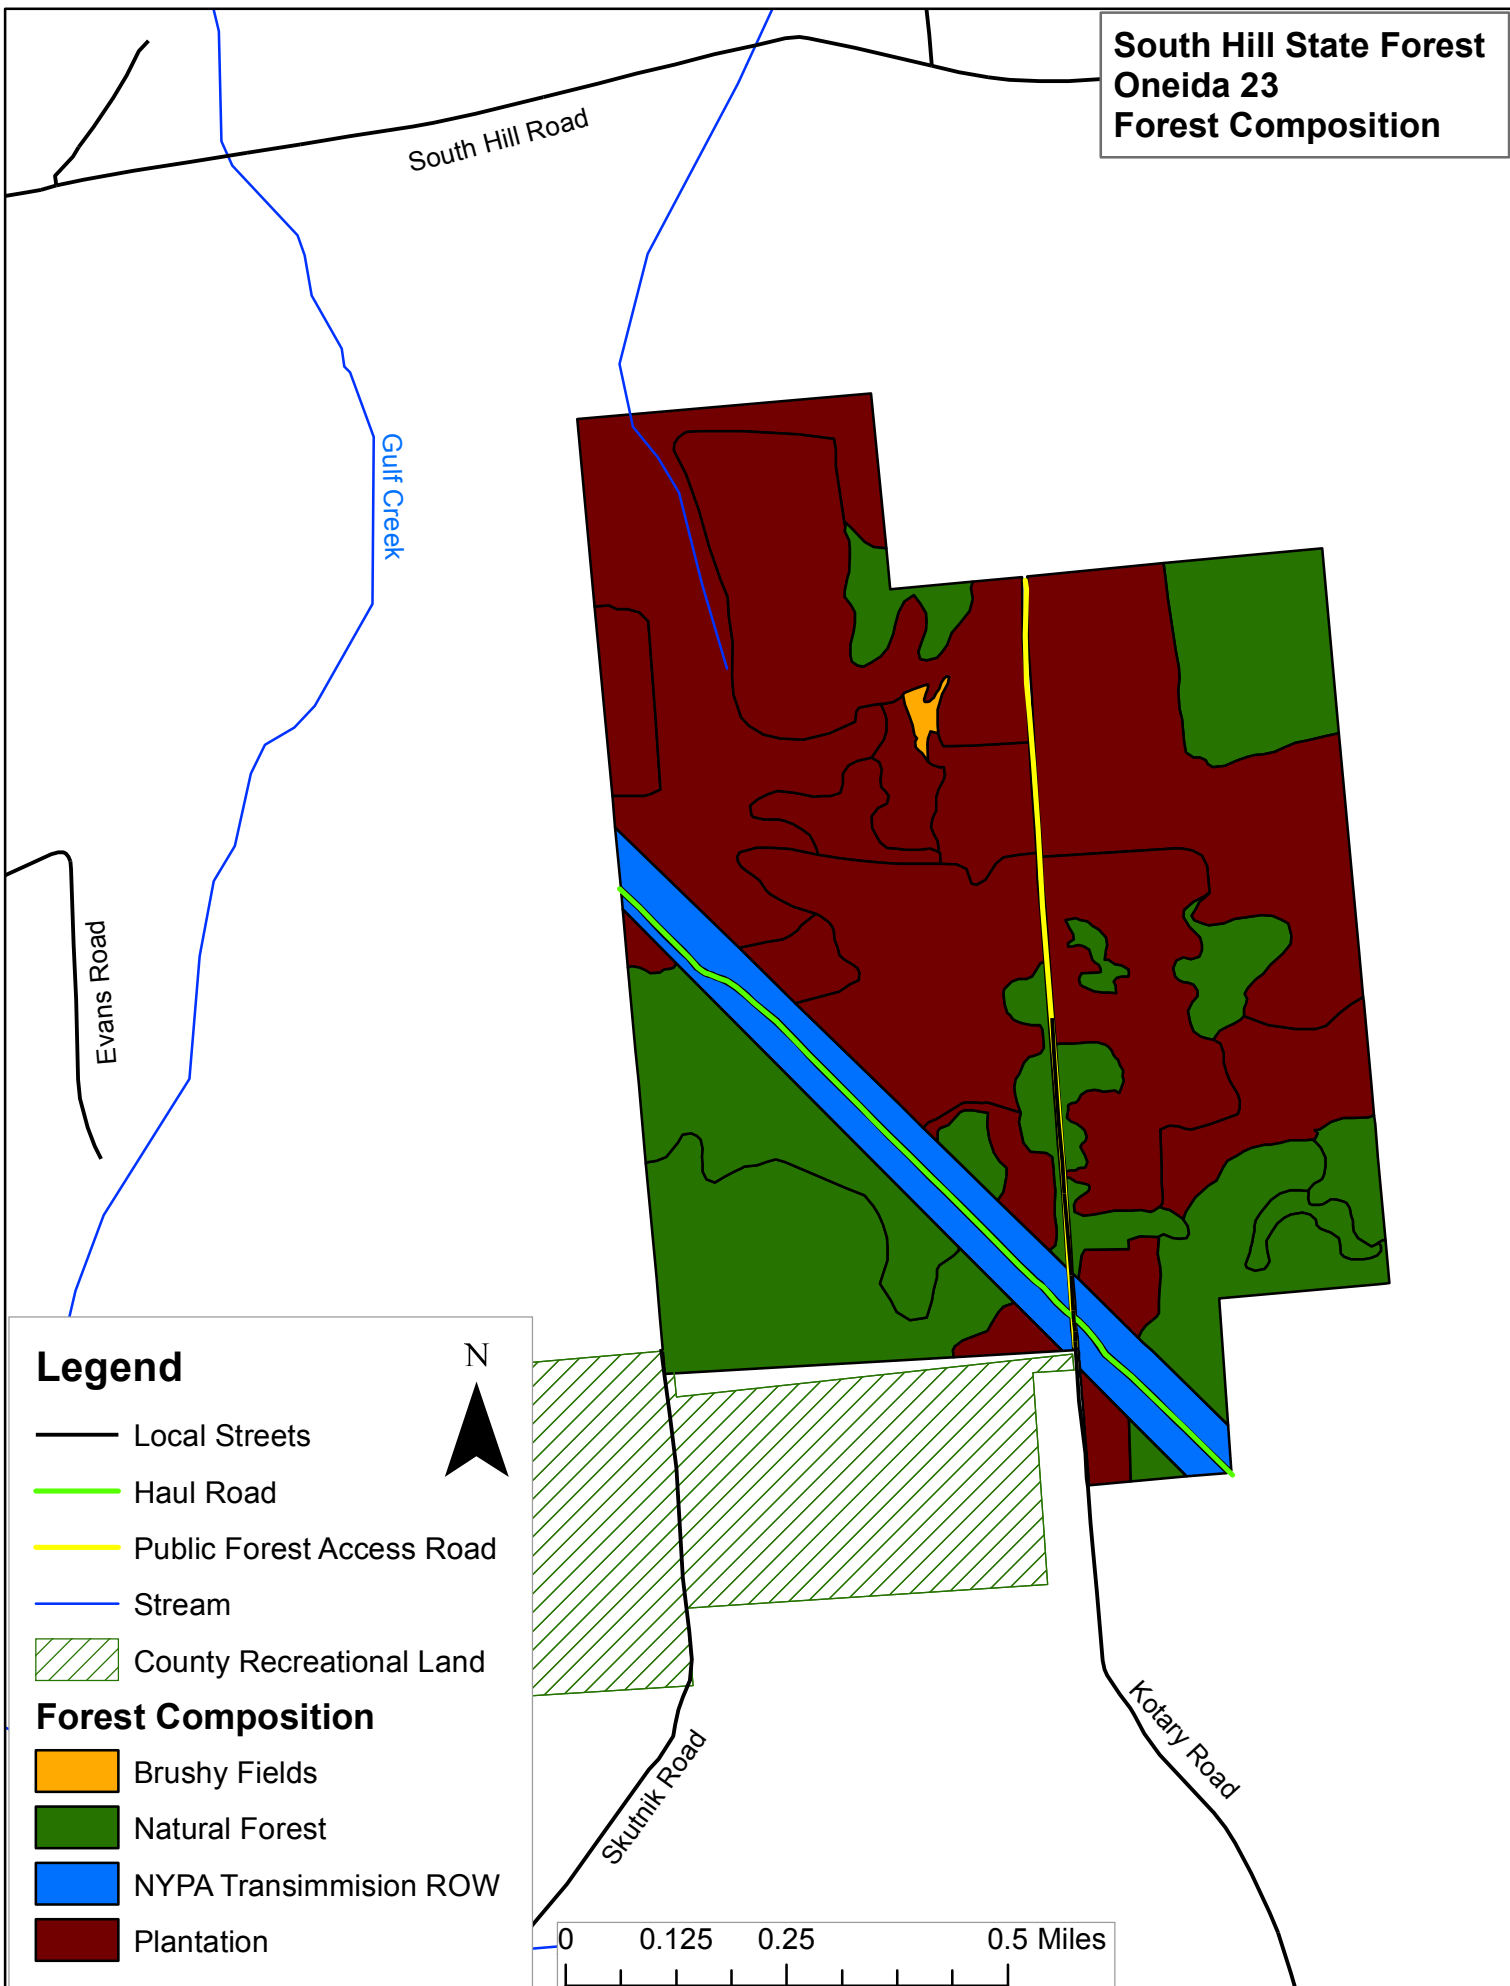 South Hill State Forest
Oneida 23
Forest Composition
South Hill Road
Gulf Creek
Evans Road
Legend
N
Local Streets
Haul Road
Public Forest Access Road
Stream
County Recreational Land
Forest Composition
Brushy Fields
Natural Forest
NYPA Transimmision ROW
Plantation
Skutnik Road
Kotary Road
0 0.125 0.25 0.5 Miles